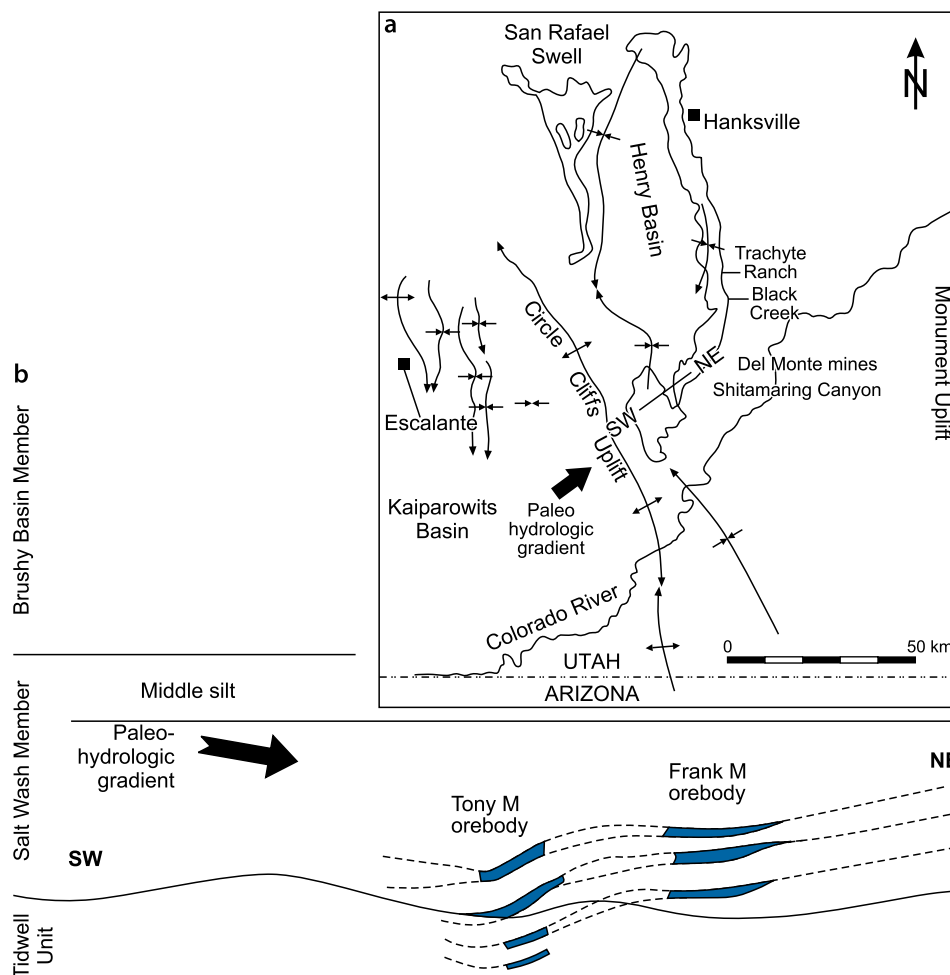 a
San Rafael
Swell
N
Hanksville
Henry Basin
Trachyte
Ranch
Black
Creek
Monument Uplift
Circle Cliffs Uplift
NE
Del Monte mines
Shitamaring Canyon
SW
Escalante
Kaiparowits
Basin
Paleo
hydrologic
gradient
Colorado River
0 50 km
UTAH
ARIZONA
b
Brushy Basin Member
Middle silt
Salt Wash Member
Paleo-
hydrologic
gradient
NE
Frank M
orebody
Tony M
orebody
SW
Tidwell
Unit